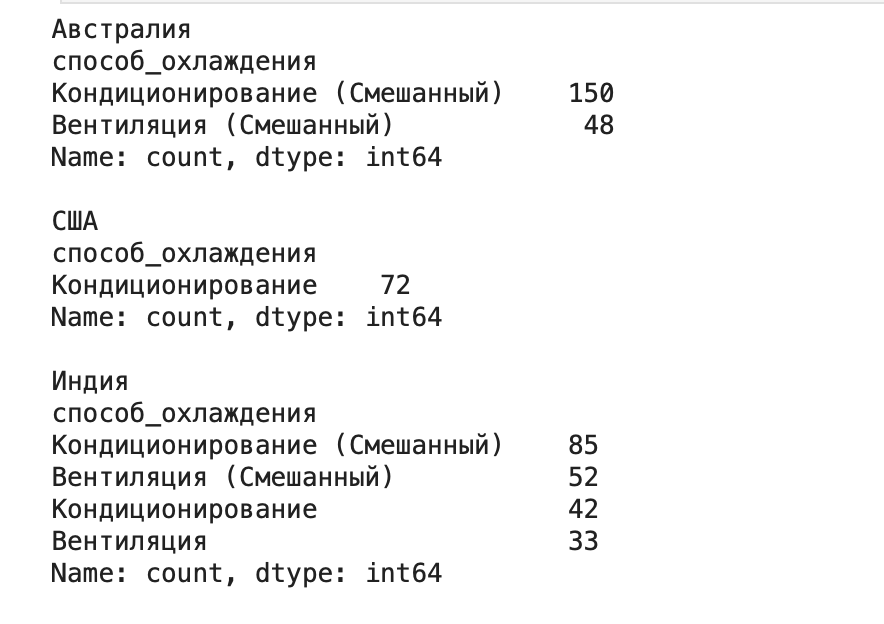 Австралия
способ_охлаждения
Кондиционирование (Смешанный)    150
Вентиляция (Смешанный)            48
Name: count, dtype: int64

США
способ_охлаждения
Кондиционирование    72
Name: count, dtype: int64

Индия
способ_охлаждения
Кондиционирование (Смешанный)    85
Вентиляция (Смешанный)           52
Кондиционирование                42
Вентиляция                       33
Name: count, dtype: int64